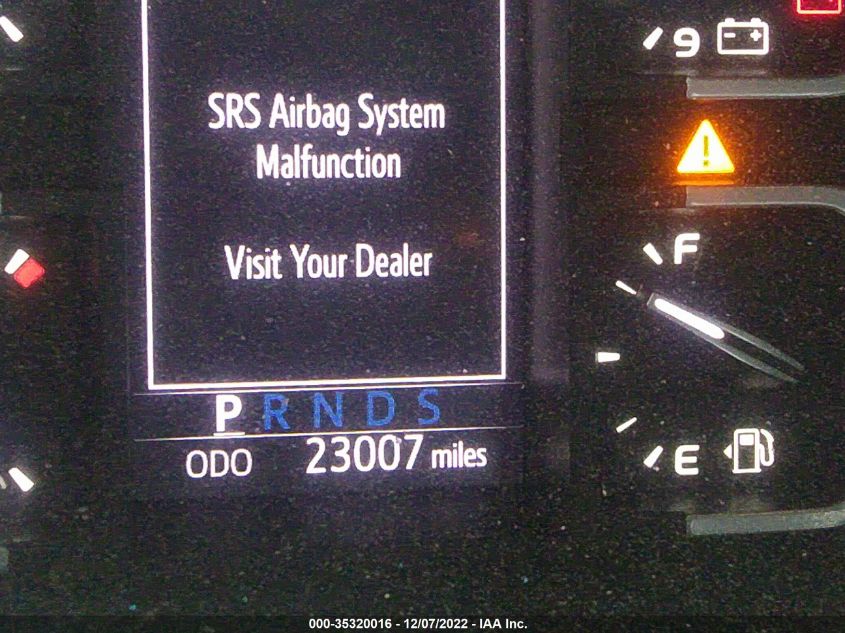 9
SRS Airbag System
Malfunction
Visit Your Dealer
F
P R N D S
ODO 23007 miles
E
000-35320016 - 12/07/2022 - IAA Inc.